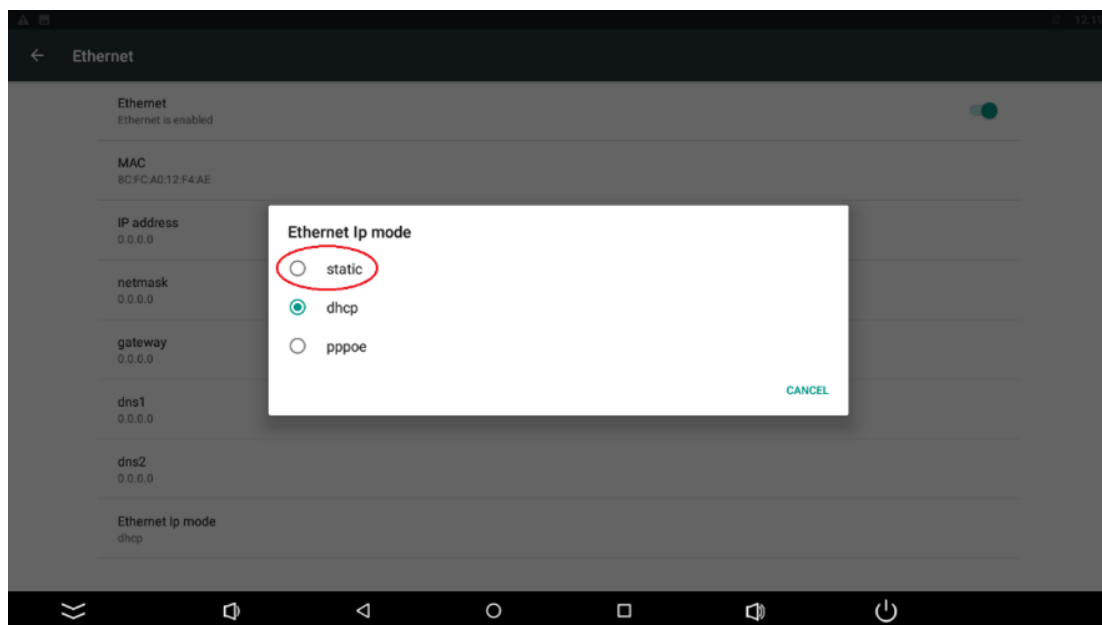 Ethernet
Ethernet
Ethernet is enabled
MAC
8C:FC:A0:12:F4:AE
IP address
0.0.0.0
netmask
0.0.0.0
gateway
0.0.0.0
dns1
0.0.0.0
dns2
0.0.0.0
Ethernet Ip mode
dhcp
Ethernet Ip mode
static
dhcp
pppoe
CANCEL